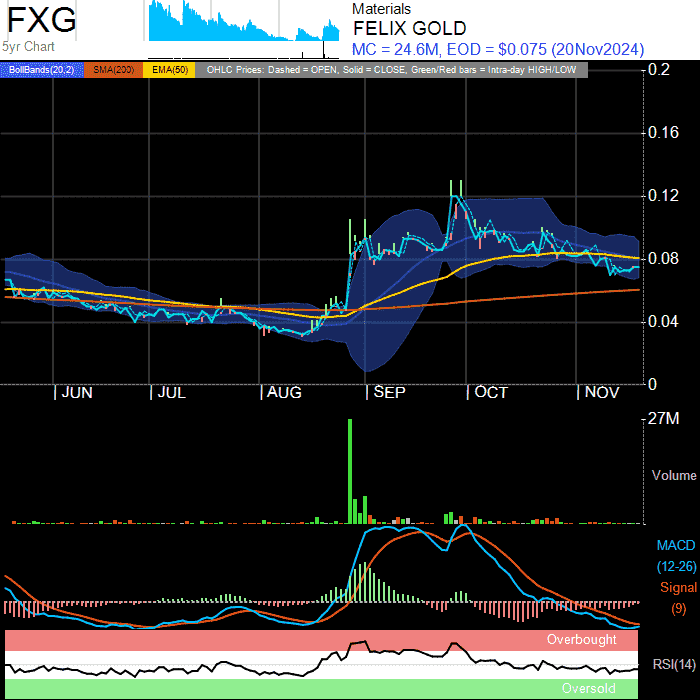 FXG
5yr Chart
Materials
FELIX GOLD
MC = 24.6M, EOD = $0.075 (20Nov2024)
BollBands(20,2) SMA(200) EMA(50) OHLC Prices: Dashed = OPEN, Solid = CLOSE, Green/Red bars = Intra-day HIGH/LOW
0.2
0.16
0.12
0.08
0.04
0
JUN JUL AUG SEP OCT NOV
27M
Volume
MACD
(12-26)
Signal
(9)
Overbought
RSI(14)
Oversold